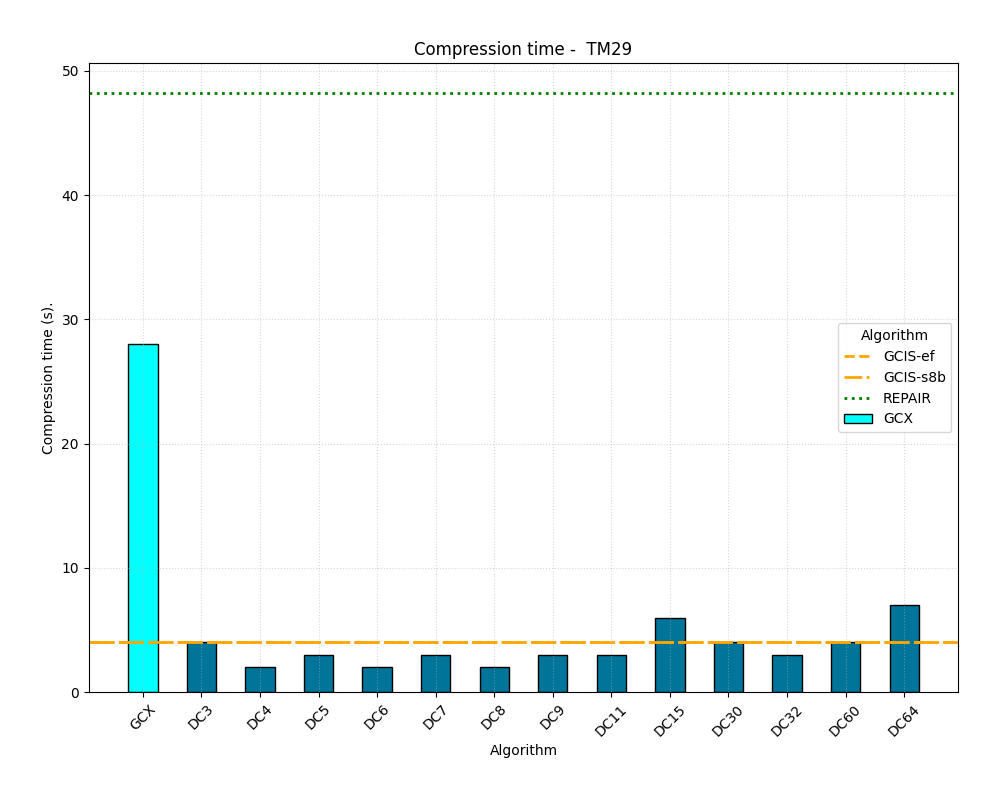 Compression time -  TM29
50
40
30
20
10
0
Compression time (s).
Algorithm
GCIS-ef
GCIS-s8b
REPAIR
GCX
GCX
DC3
DC4
DC5
DC6
DC7
DC8
DC9
DC11
DC15
DC30
DC32
DC60
DC64
Algorithm